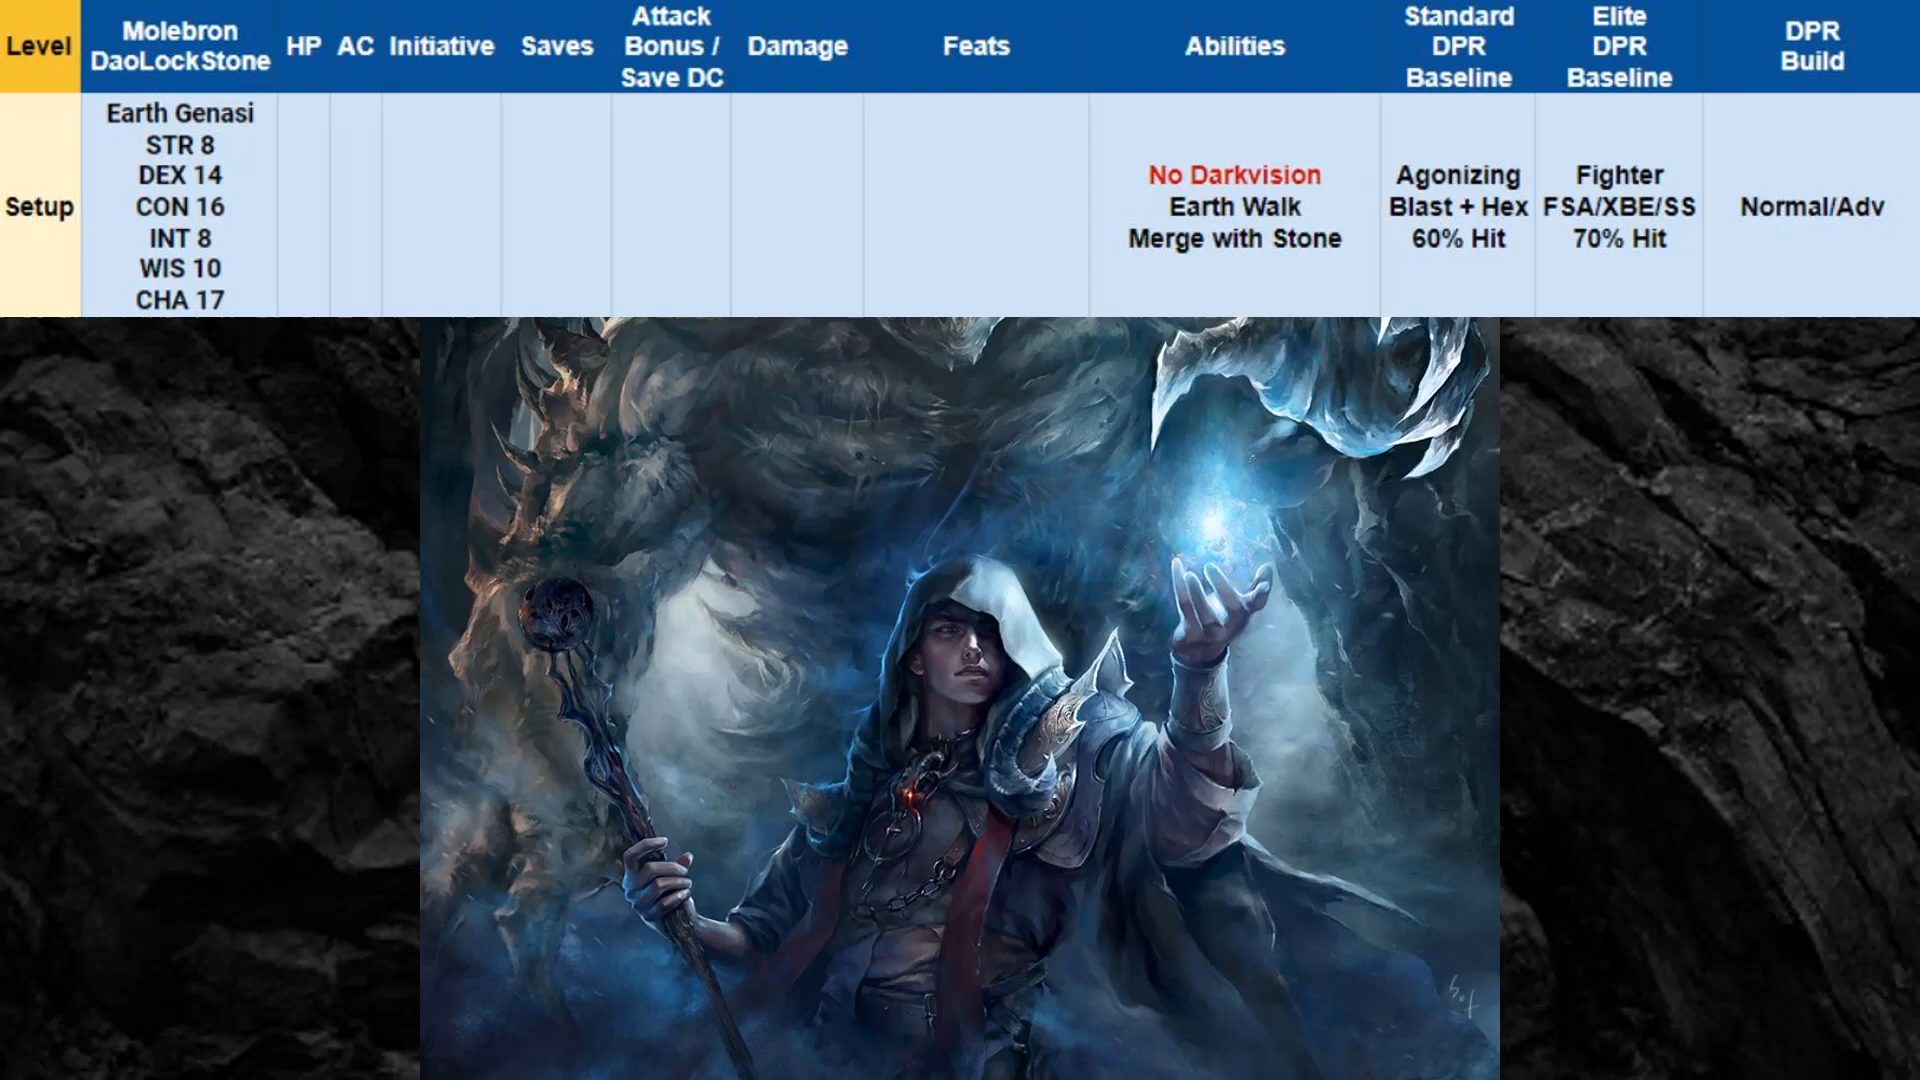 Level
Molebron
DaoLockStone
HP
AC
Initiative
Saves
Attack
Bonus /
Save DC
Damage
Feats
Abilities
Standard
DPR
Baseline
Elite
DPR
Baseline
DPR
Build
Setup
Earth Genasi
STR 8
DEX 14
CON 16
INT 8
WIS 10
CHA 17
No Darkvision
Earth Walk
Merge with Stone
Agonizing
Blast + Hex
60% Hit
Fighter
FSA/XBE/SS
70% Hit
Normal/Adv